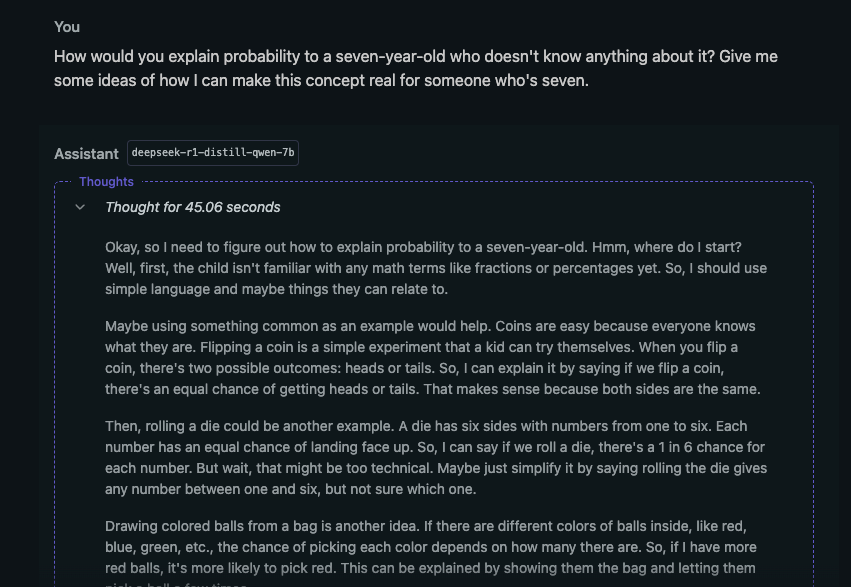 You
How would you explain probability to a seven-year-old who doesn't know anything about it? Give me
some ideas of how I can make this concept real for someone who's seven.
Assistant deepseek-r1-distill-qwen-7b
Thoughts
Thought for 45.06 seconds
Okay, so I need to figure out how to explain probability to a seven-year-old. Hmm, where do I start?
Well, first, the child isn't familiar with any math terms like fractions or percentages yet. So, I should use
simple language and maybe things they can relate to.
Maybe using something common as an example would help. Coins are easy because everyone knows
what they are. Flipping a coin is a simple experiment that a kid can try themselves. When you flip a
coin, there's two possible outcomes: heads or tails. So, I can explain it by saying if we flip a coin,
there's an equal chance of getting heads or tails. That makes sense because both sides are the same.
Then, rolling a die could be another example. A die has six sides with numbers from one to six. Each
number has an equal chance of landing face up. So, I can say if we roll a die, there's a 1 in 6 chance for
each number. But wait, that might be too technical. Maybe just simplify it by saying rolling the die gives
any number between one and six, but not sure which one.
Drawing colored balls from a bag is another idea. If there are different colors of balls inside, like red,
blue, green, etc., the chance of picking each color depends on how many there are. So, if I have more
red balls, it's more likely to pick red. This can be explained by showing them the bag and letting them
pick a ball a few times